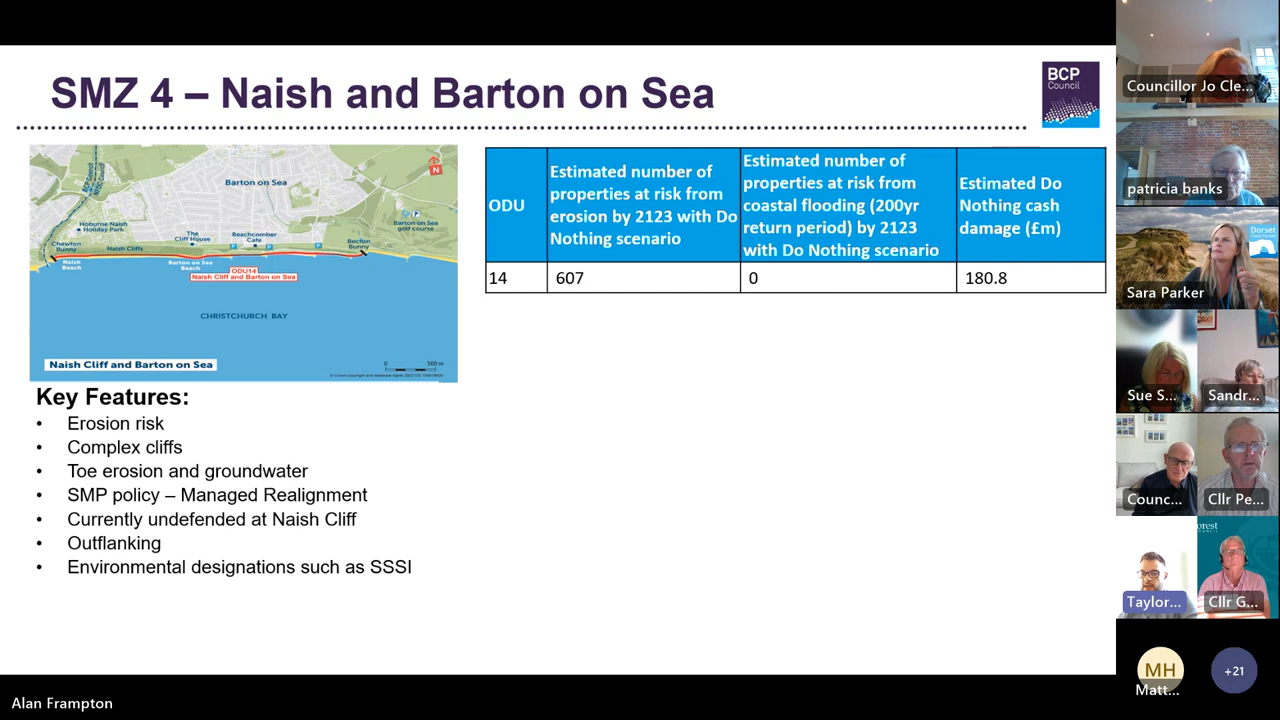 SMZ 4 – Naish and Barton on Sea
BCP
Council
Barton on Sea
N
Hoburne Naish
Holiday Park
The
Cliff House
Beachcomber
Cafe
Barton on Sea
golf course
Chewton
Bunny
Naish Cliffs
Becton
Bunny
Naish
Beach
Barton on Sea
Beach
ODU14
Naish Cliff and Barton on Sea
CHRISTCHURCH BAY
Naish Cliff and Barton on Sea
0 500 m
ODU
Estimated number of
properties at risk from
erosion by 2123 with Do
Nothing scenario
Estimated number of
properties at risk from
coastal flooding (200yr
return period) by 2123
with Do Nothing scenario
Estimated Do
Nothing cash
damage (£m)
14 607 0 180.8
Key Features:
• Erosion risk
• Complex cliffs
• Toe erosion and groundwater
• SMP policy – Managed Realignment
• Currently undefended at Naish Cliff
• Outflanking
• Environmental designations such as SSSI
Alan Frampton
Councillor Jo Cle...
patricia banks
Dorset
Sara Parker
Sue S...
Sandr...
Counc...
Cllr Pe...
orest
Taylor...
Cllr G...
MH
Matt...
+21